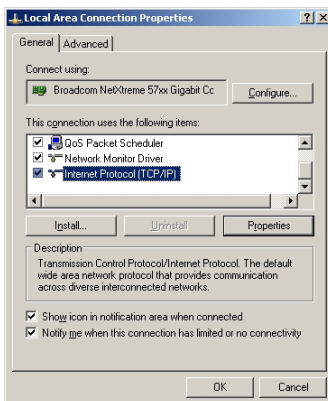 Local Area Connection Properties
General Advanced
Connect using:
Broadcom NetXtreme 57xx Gigabit Cc Configure...
This connection uses the following items:
QoS Packet Scheduler
Network Monitor Driver
Internet Protocol (TCP/IP)
Install... Uninstall Properties
Description
Transmission Control Protocol/Internet Protocol. The default
wide area network protocol that provides communication
across diverse interconnected networks.
Show icon in notification area when connected
Notify me when this connection has limited or no connectivity
OK Cancel